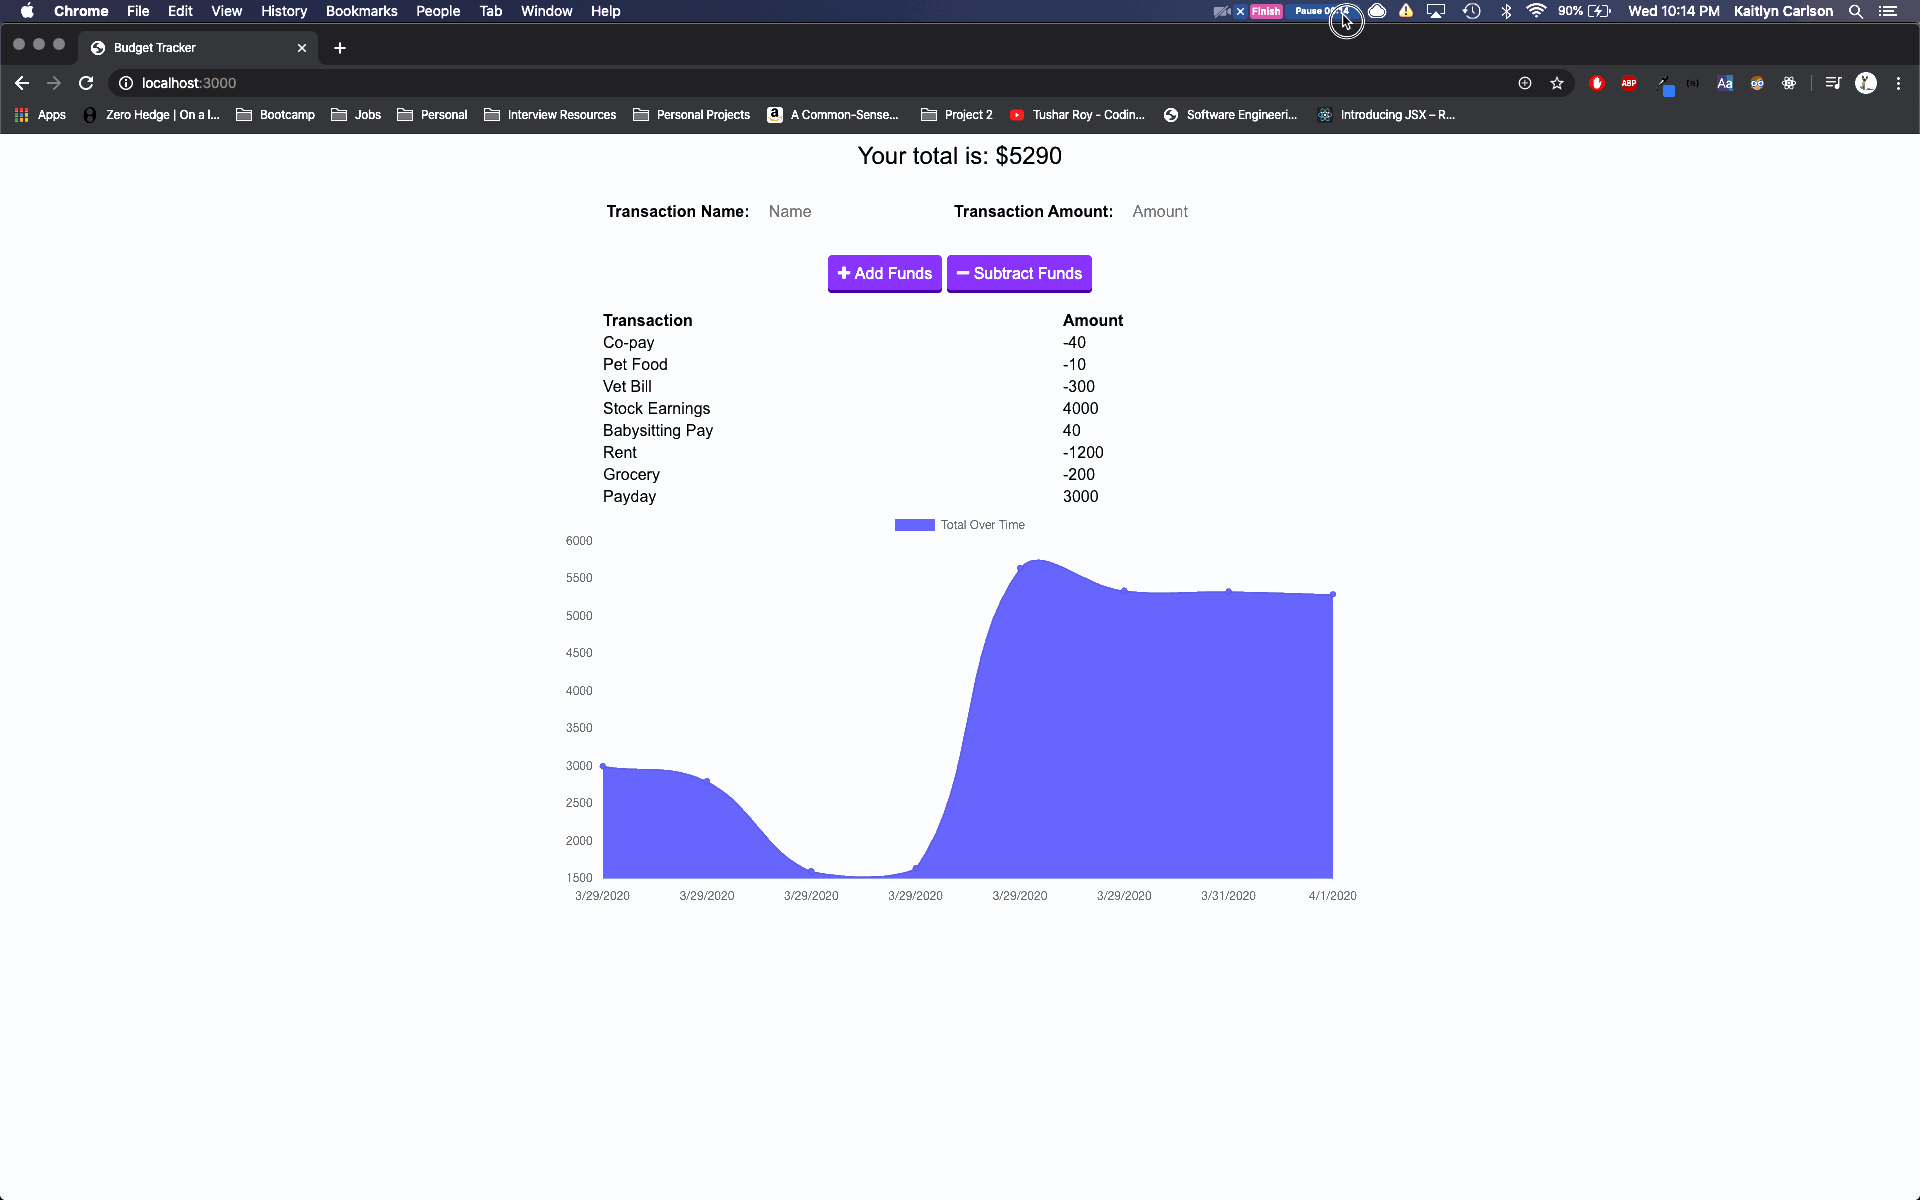 Chrome File Edit View History Bookmarks People Tab Window Help Finish 90% Wed 10:14 PM Kaitlyn Carlson
Budget Tracker
localhost:3000 ABP Aa
Apps Zero Hedge | On a l... Bootcamp Jobs Personal Interview Resources Personal Projects A Common-Sense... Project 2 Tushar Roy - Codin... Software Engineeri... Introducing JSX – R...
Your total is: $5290
Transaction Name: Name Transaction Amount: Amount
Add Funds Subtract Funds
Transaction Amount
Co-pay -40
Pet Food -10
Vet Bill -300
Stock Earnings 4000
Babysitting Pay 40
Rent -1200
Grocery -200
Payday 3000
Total Over Time
6000
5500
5000
4500
4000
3500
3000
2500
2000
1500
3/29/2020 3/29/2020 3/29/2020 3/29/2020 3/29/2020 3/29/2020 3/31/2020 4/1/2020